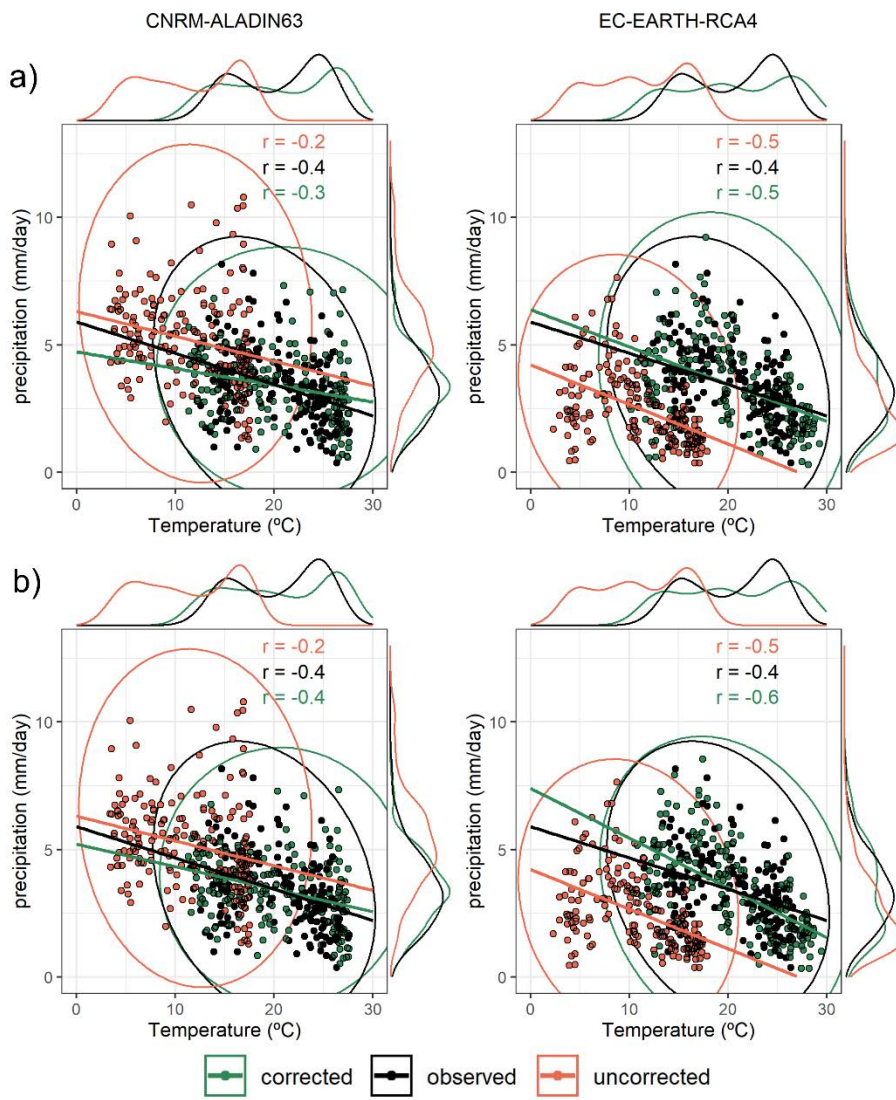 CNRM-ALADIN63 EC-EARTH-RCA4
a)
r = -0.2
r = -0.4
r = -0.3
precipitation (mm/day)
10
5
0
0 10 20 30
Temperature (ºC)
r = -0.5
r = -0.4
r = -0.5
precipitation (mm/day)
10
5
0
0 10 20 30
Temperature (ºC)
b)
r = -0.2
r = -0.4
r = -0.4
precipitation (mm/day)
10
5
0
0 10 20 30
Temperature (ºC)
r = -0.5
r = -0.4
r = -0.6
precipitation (mm/day)
10
5
0
0 10 20 30
Temperature (ºC)
corrected observed uncorrected